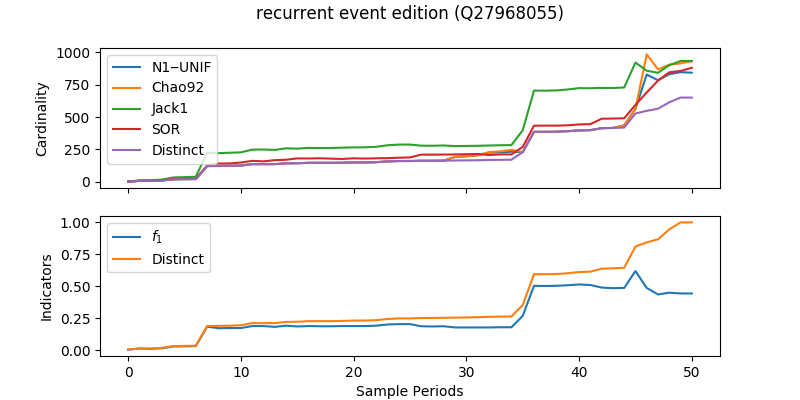 recurrent event edition (Q27968055)
1000
750
500
250
0
Cardinality
N1−UNIF
Chao92
Jack1
SOR
Distinct
1.00
0.75
0.50
0.25
0.00
Indicators
f1
Distinct
0 10 20 30 40 50
Sample Periods